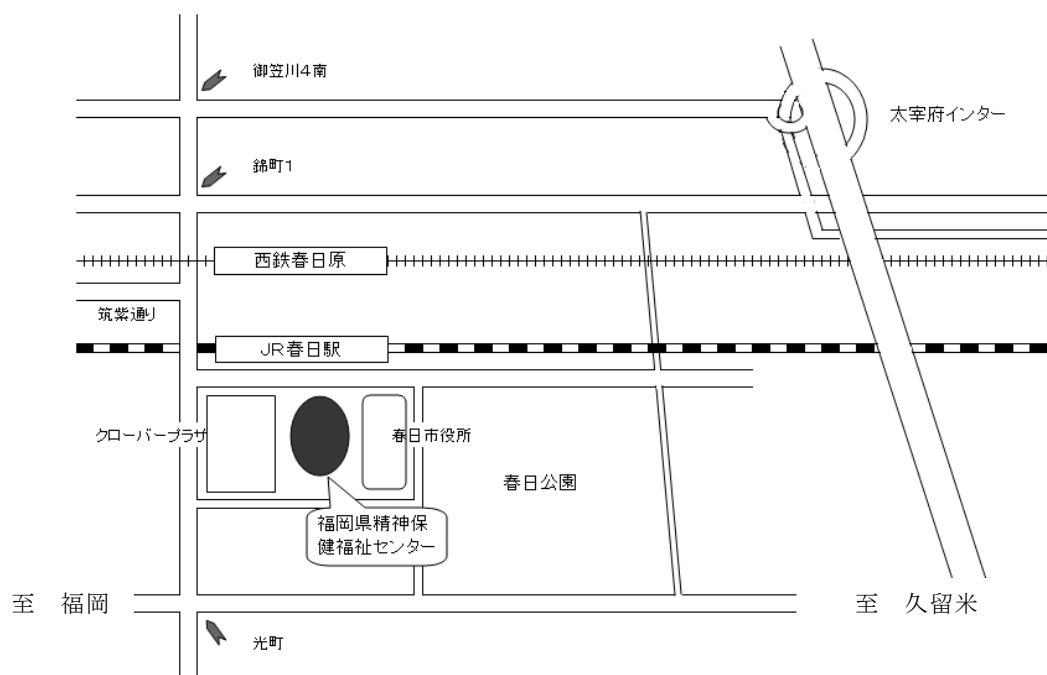 御笠川4南
太宰府インター
錦町1
西鉄春日原
筑紫通り
JR春日駅
クローバープラザ
春日市役所
春日公園
福岡県精神保
健福祉センター
至 福岡
至 久留米
光町